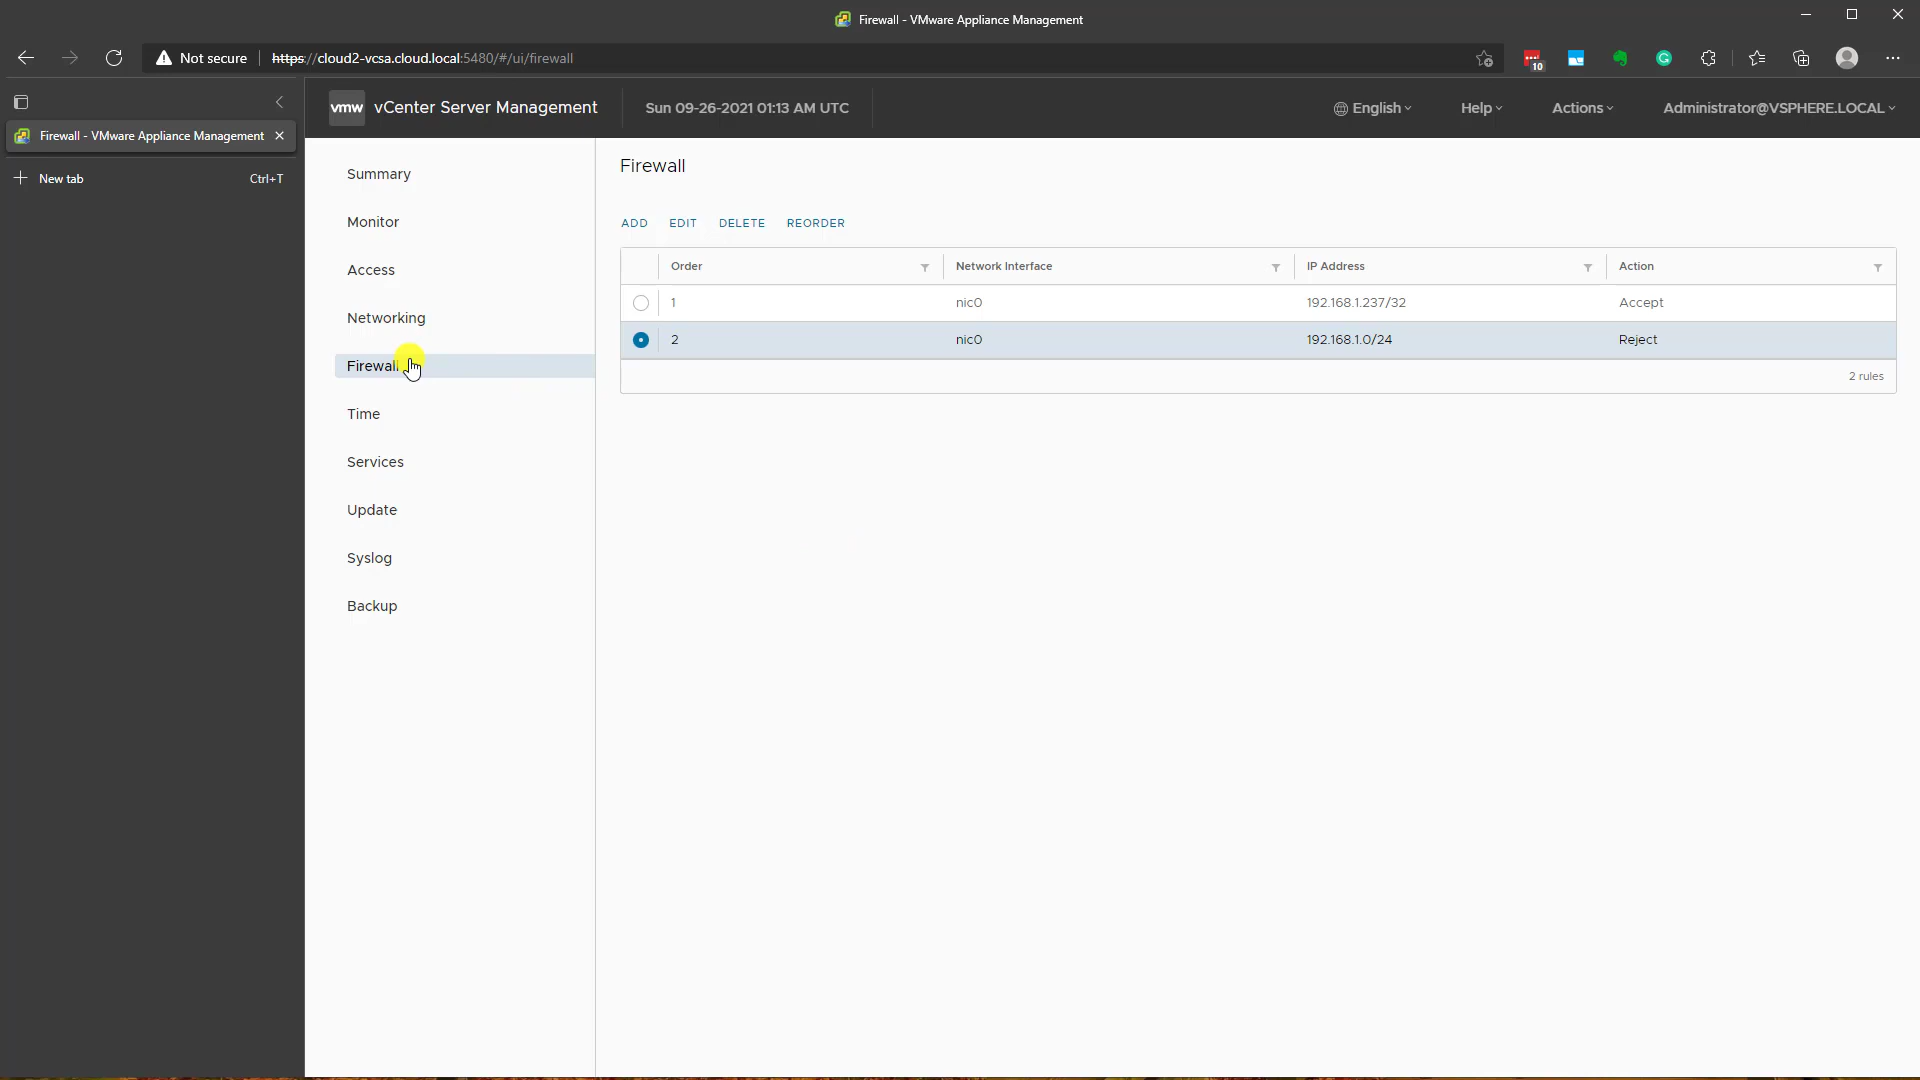 Firewall - VMware Appliance Management
Not secure
https://cloud2-vcsa.cloud.local:5480/#/ui/firewall
10
Firewall - VMware Appliance Management
New tab Ctrl+T
vmw vCenter Server Management Sun 09-26-2021 01:13 AM UTC English Help Actions Administrator@VSPHERE.LOCAL
Summary
Monitor
Access
Networking
Firewall
Time
Services
Update
Syslog
Backup
Firewall
ADD EDIT DELETE REORDER
Order Network Interface IP Address Action
1 nic0 192.168.1.237/32 Accept
2 nic0 192.168.1.0/24 Reject
2 rules